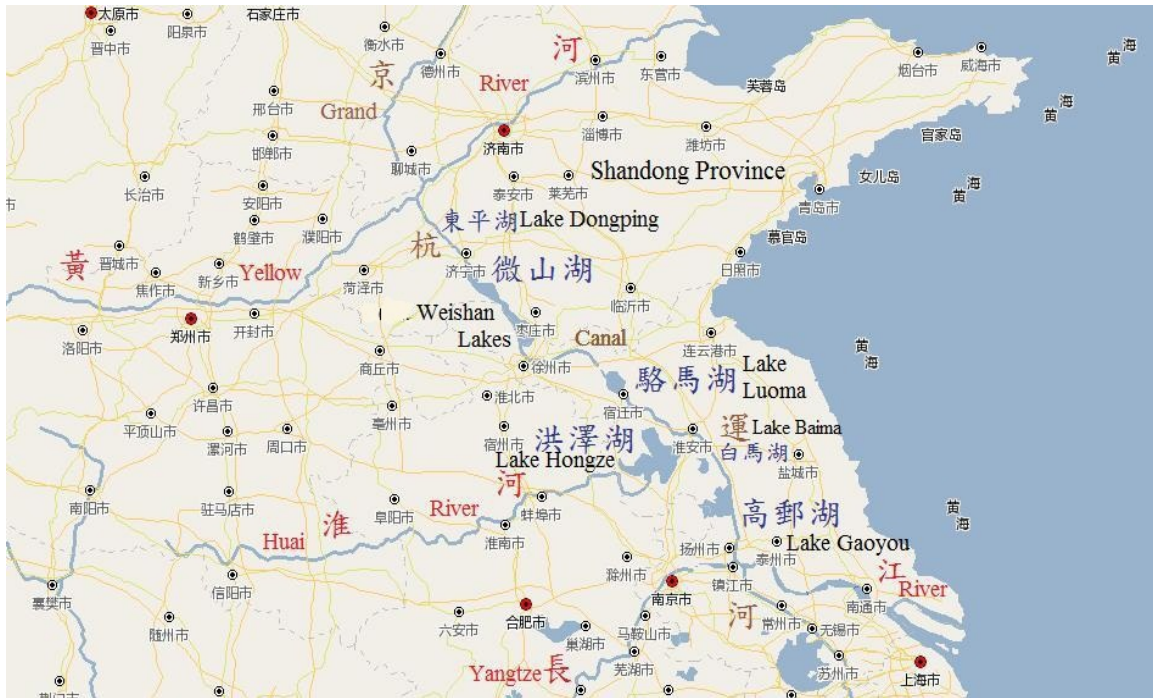 太原市
阳泉市
石家庄市
晋中市
衡水市
德州市
河
滨州市
东营市
烟台市
威海市
黄海
京
River
芙蓉岛
邢台市
Grand
黄海
济南市
淄博市
潍坊市
官家岛
邯郸市
聊城市
长治市
泰安市
莱芜市
Shandong Province
女儿岛
黄海
安阳市
青岛市
鹤壁市
濮阳市
東平湖 Lake Dongping
慕官岛
杭
黃
晋城市
焦作市
新乡市
Yellow
菏泽市
济宁市
微山湖
日照市
临沂市
Weishan
Lakes
枣庄市
洛阳市
郑州市
开封市
Canal
连云港市
黄海
商丘市
徐州市
駱馬湖
Lake
Luoma
许昌市
淮北市
宿迁市
平顶山市
漯河市
周口市
亳州市
宿州市
洪澤湖
淮安市
運
Lake Baima
白馬湖
盐城市
Lake Hongze
河
南阳市
驻马店市
阜阳市
River
蚌埠市
高郵湖
黄海
Huai
淮
淮南市
扬州市
泰州市
Lake Gaoyou
信阳市
滁州市
镇江市
江
River
襄樊市
南京市
南通市
随州市
六安市
合肥市
巢湖市
马鞍山市
河
常州市
无锡市
Yangtze
長
芜湖市
苏州市
上海市
荆门市